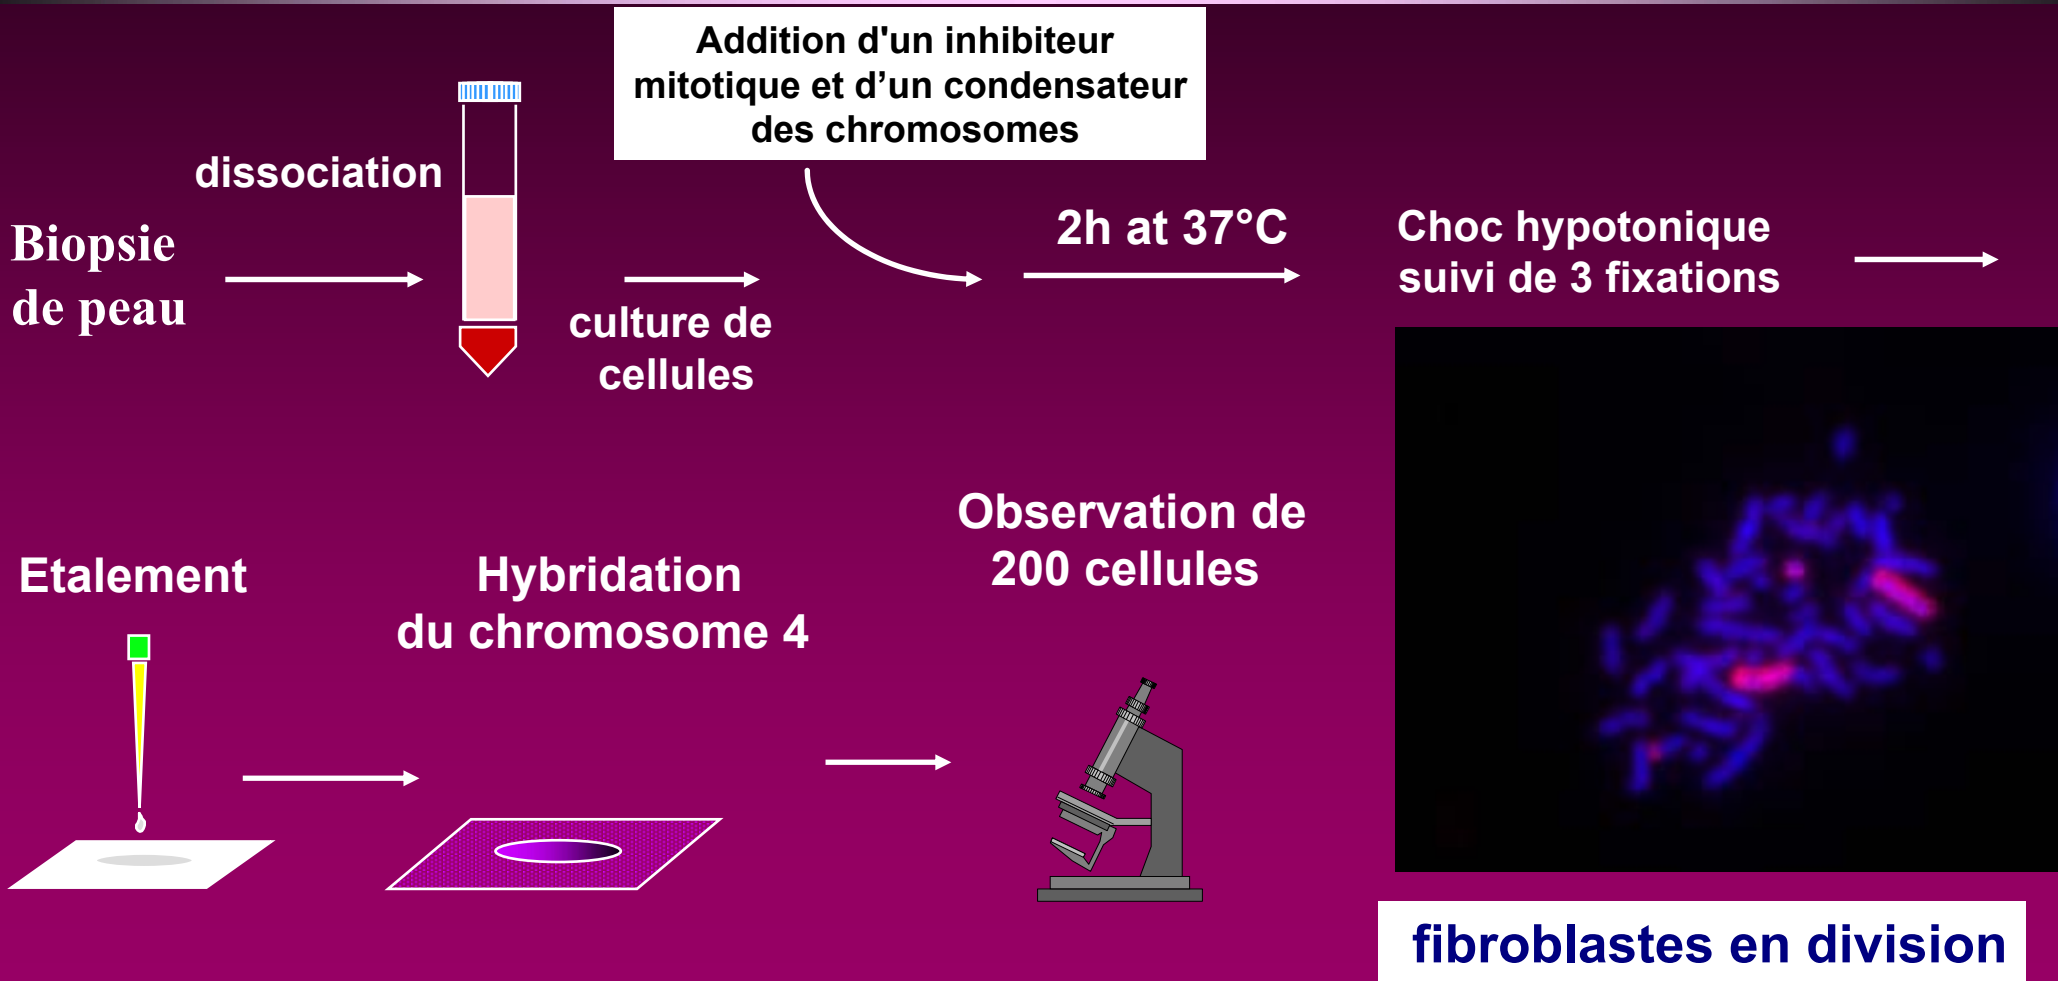 Addition d'un inhibiteur
mitotique et d’un condensateur
des chromosomes
dissociation
Biopsie
de peau
culture de
cellules
2h at 37°C
Choc hypotonique
suivi de 3 fixations
Etalement
Hybridation
du chromosome 4
Observation de
200 cellules
fibroblastes en division